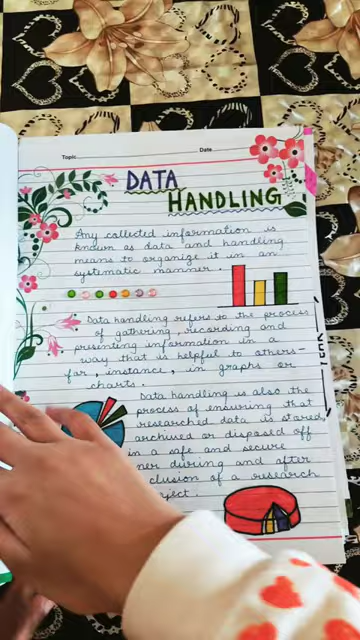 Topic
Date
DATA
HANDLING
Any collected information is
known as data and handling
means to organize it in an
systematic manner.
Data handling refers to the process
of gathering, recording and
presenting information in a
way that is helpful to others-
for, instance, in graphs or
charts.
Data handling is also the
process of ensuring that
researched data is stored,
archived or disposed off
in a safe and secure
ner during and after
clusion of a research
ject.